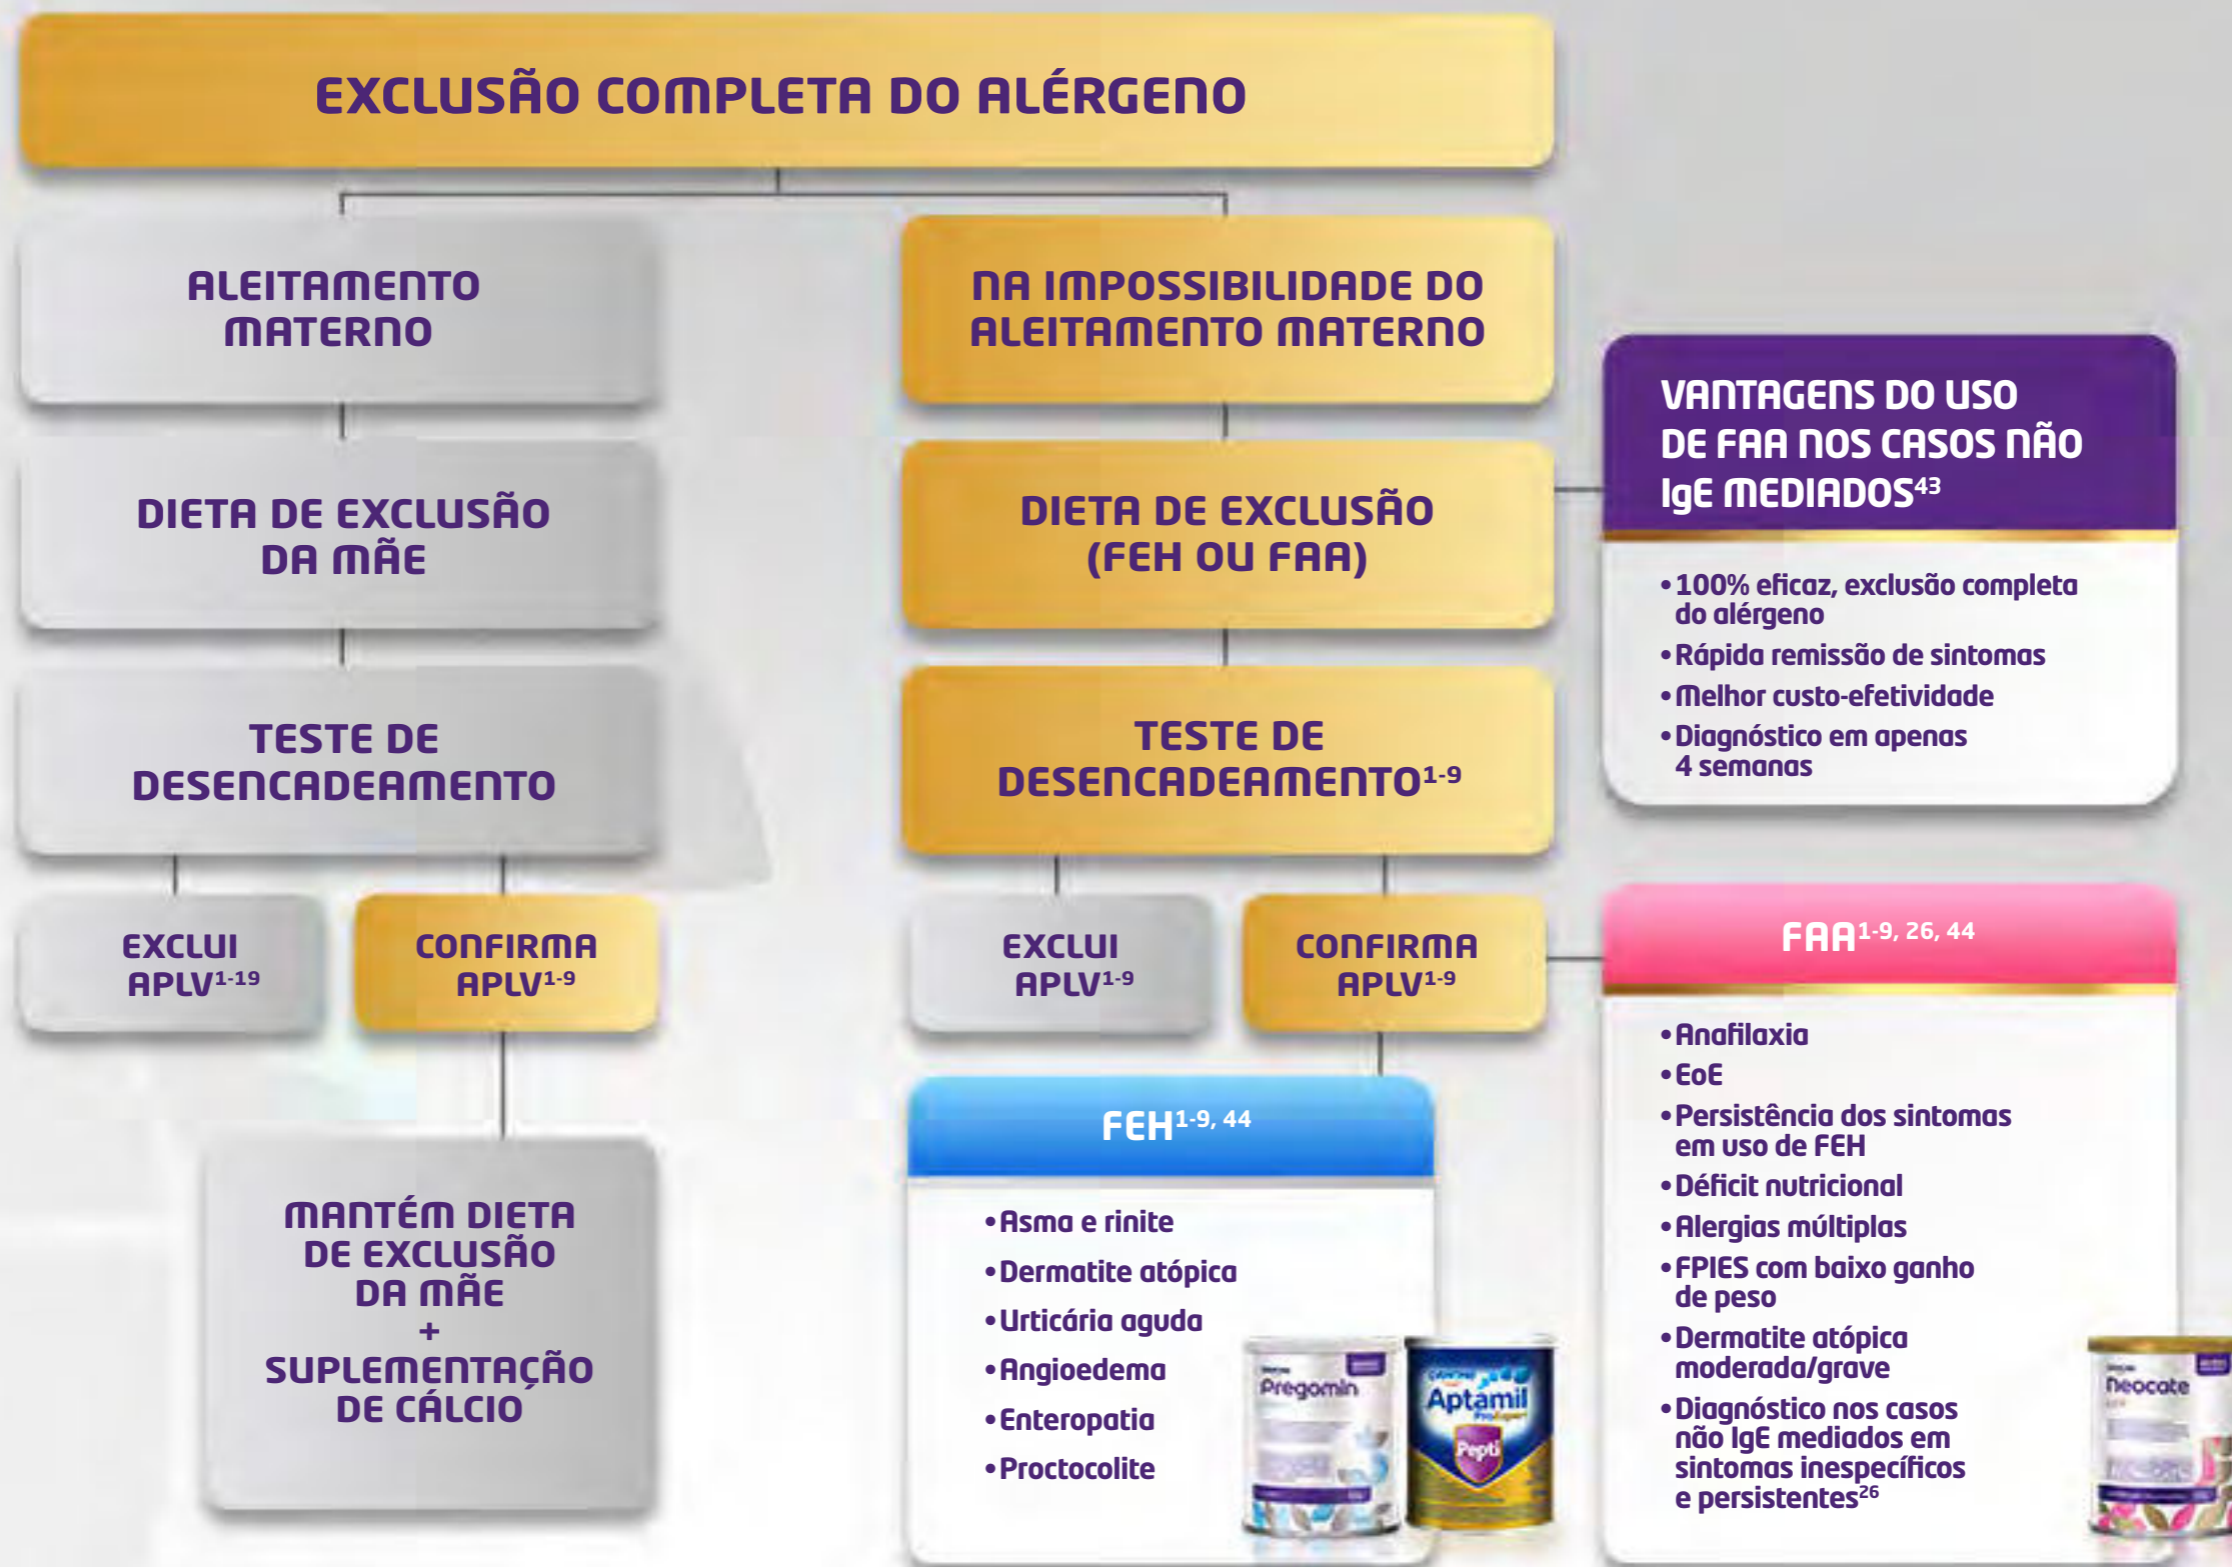 EXCLUSÃO COMPLETA DO ALÉRGENO
ALEITAMENTO
MATERNO
DIETA DE EXCLUSÃO
DA MÃE
TESTE DE
DESENCADEAMENTO
EXCLUI
APLV1-19
CONFIRMA
APLV1-9
MANTÉM DIETA
DE EXCLUSÃO
DA MÃE
+
SUPLEMENTAÇÃO
DE CÁLCIO
NA IMPOSSIBILIDADE DO
ALEITAMENTO MATERNO
DIETA DE EXCLUSÃO
(FEH OU FAA)
TESTE DE
DESENCADEAMENTO1-9
EXCLUI
APLV1-9
CONFIRMA
APLV1-9
FEH1-9, 44
• Asma e rinite
• Dermatite atópica
• Urticária aguda
• Angioedema
• Enteropatia
• Proctocolite
Pregomin
Aptamil
Pepti
VANTAGENS DO USO
DE FAA NOS CASOS NÃO
IgE MEDIADOS43
• 100% eficaz, exclusão completa
do alérgeno
• Rápida remissão de sintomas
• Melhor custo-efetividade
• Diagnóstico em apenas
4 semanas
FAA1-9, 26, 44
• Anafilaxia
• EoE
• Persistência dos sintomas
em uso de FEH
• Déficit nutricional
• Alergias múltiplas
• FPIES com baixo ganho
de peso
• Dermatite atópica
moderada/grave
• Diagnóstico nos casos
não IgE mediados em
sintomas inespecíficos
e persistentes26
Neocate